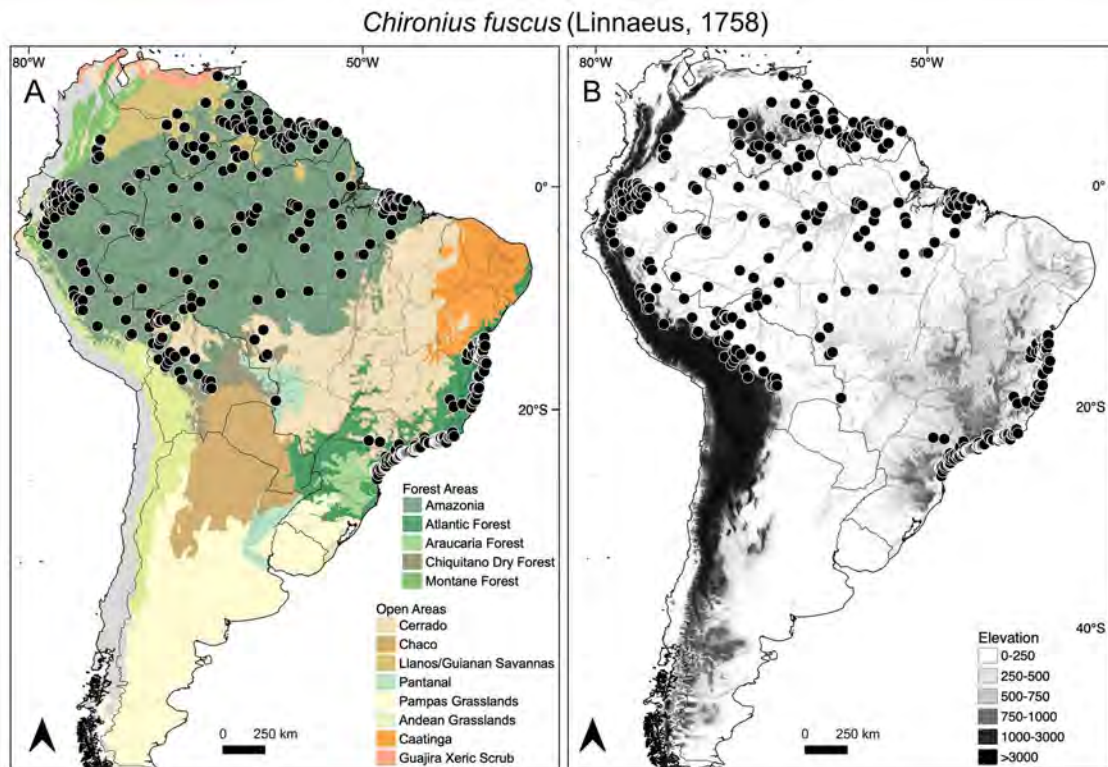 Chironius fuscus (Linnaeus, 1758)
80°W
50°W
A
0°
20°S
Forest Areas
Amazonia
Atlantic Forest
Araucaria Forest
Chiquitano Dry Forest
Montane Forest
Open Areas
Cerrado
Chaco
Llanos/Guianan Savannas
Pantanal
Pampas Grasslands
Andean Grasslands
Caatinga
Guajira Xeric Scrub
0 250 km
80°W
50°W
B
0°
20°S
40°S
Elevation
0-250
250-500
500-750
750-1000
1000-3000
>3000
0 250 km